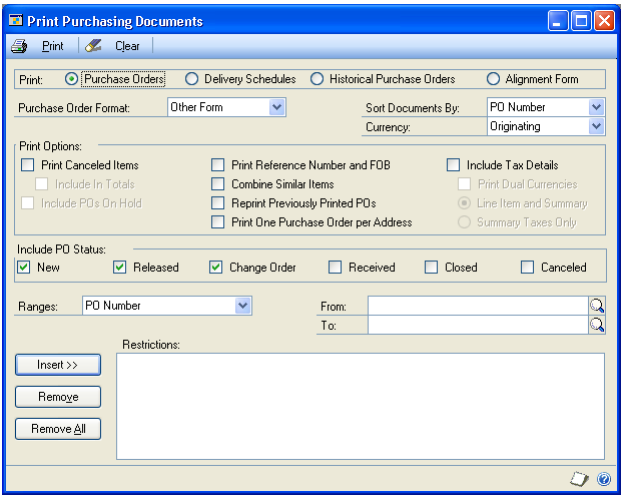 Print Purchasing Documents
Print Clear
Print: Purchase Orders Delivery Schedules Historical Purchase Orders Alignment Form
Purchase Order Format: Other Form Sort Documents By: PO Number
Currency: Originating
Print Options:
Print Canceled Items Print Reference Number and FOB Include Tax Details
Include In Totals Combine Similar Items Print Dual Currencies
Include POs On Hold Reprint Previously Printed POs Line Item and Summary
Print One Purchase Order per Address Summary Taxes Only
Include PO Status:
New Released Change Order Received Closed Canceled
Ranges: PO Number From:
To:
Restrictions:
Insert >>
Remove
Remove All